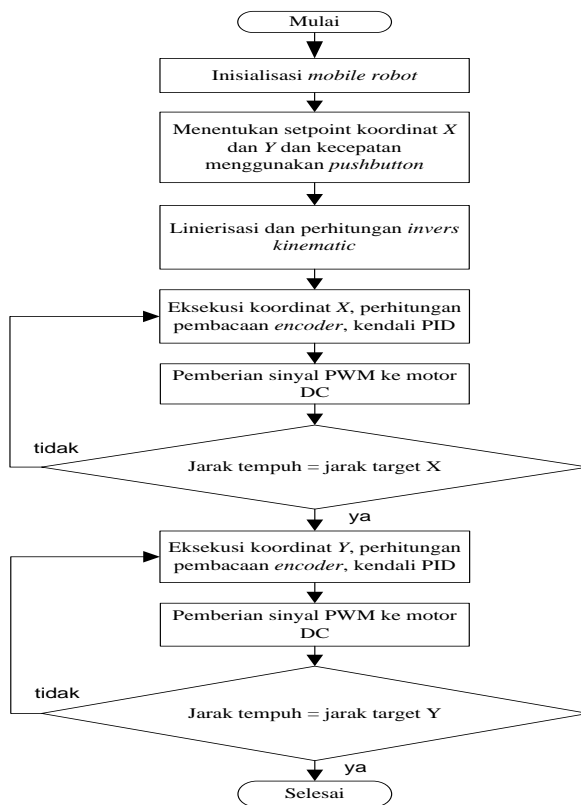 Mulai
Inisialisasi mobile robot
Menentukan setpoint koordinat X
dan Y dan kecepatan
menggunakan pushbutton
Linierisasi dan perhitungan invers
kinematic
Eksekusi koordinat X, perhitungan
pembacaan encoder, kendali PID
Pemberian sinyal PWM ke motor
DC
tidak
Jarak tempuh = jarak target X
ya
Eksekusi koordinat Y, perhitungan
pembacaan encoder, kendali PID
Pemberian sinyal PWM ke motor
DC
tidak
Jarak tempuh = jarak target Y
ya
Selesai